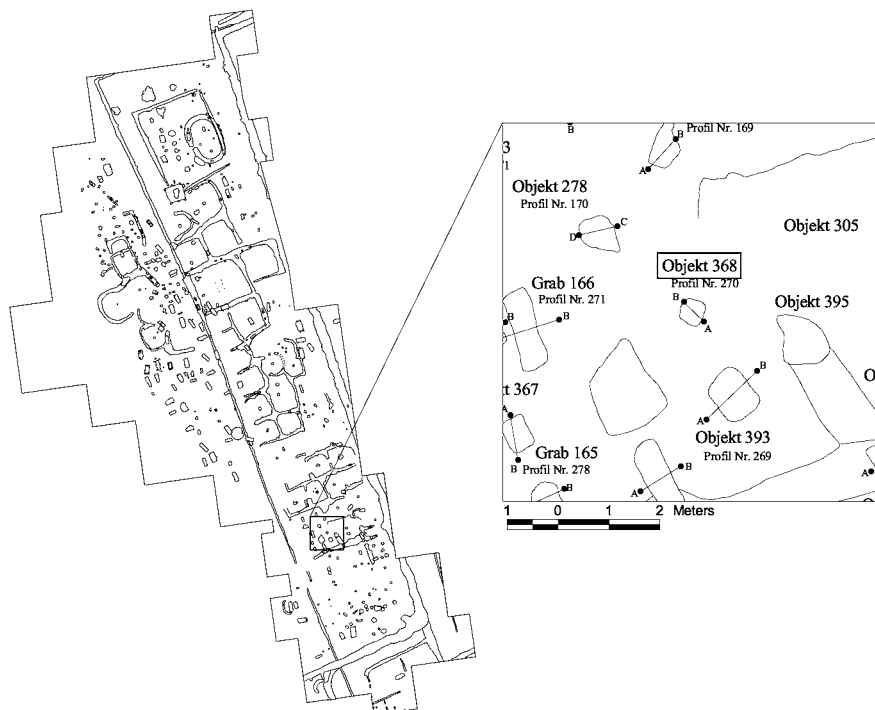 B
B
Profil Nr. 169
3
1
A
Objekt 278
Profil Nr. 170
C
D
Objekt 305
Objekt 368
Profil Nr. 270
Grab 166
Profil Nr. 271
B
Objekt 395
B
B
A
B
O
t 367
A
A
Objekt 393
Profil Nr. 269
Grab 165
Profil Nr. 278
B
B
A
B
A
1 0 1 2 Meters